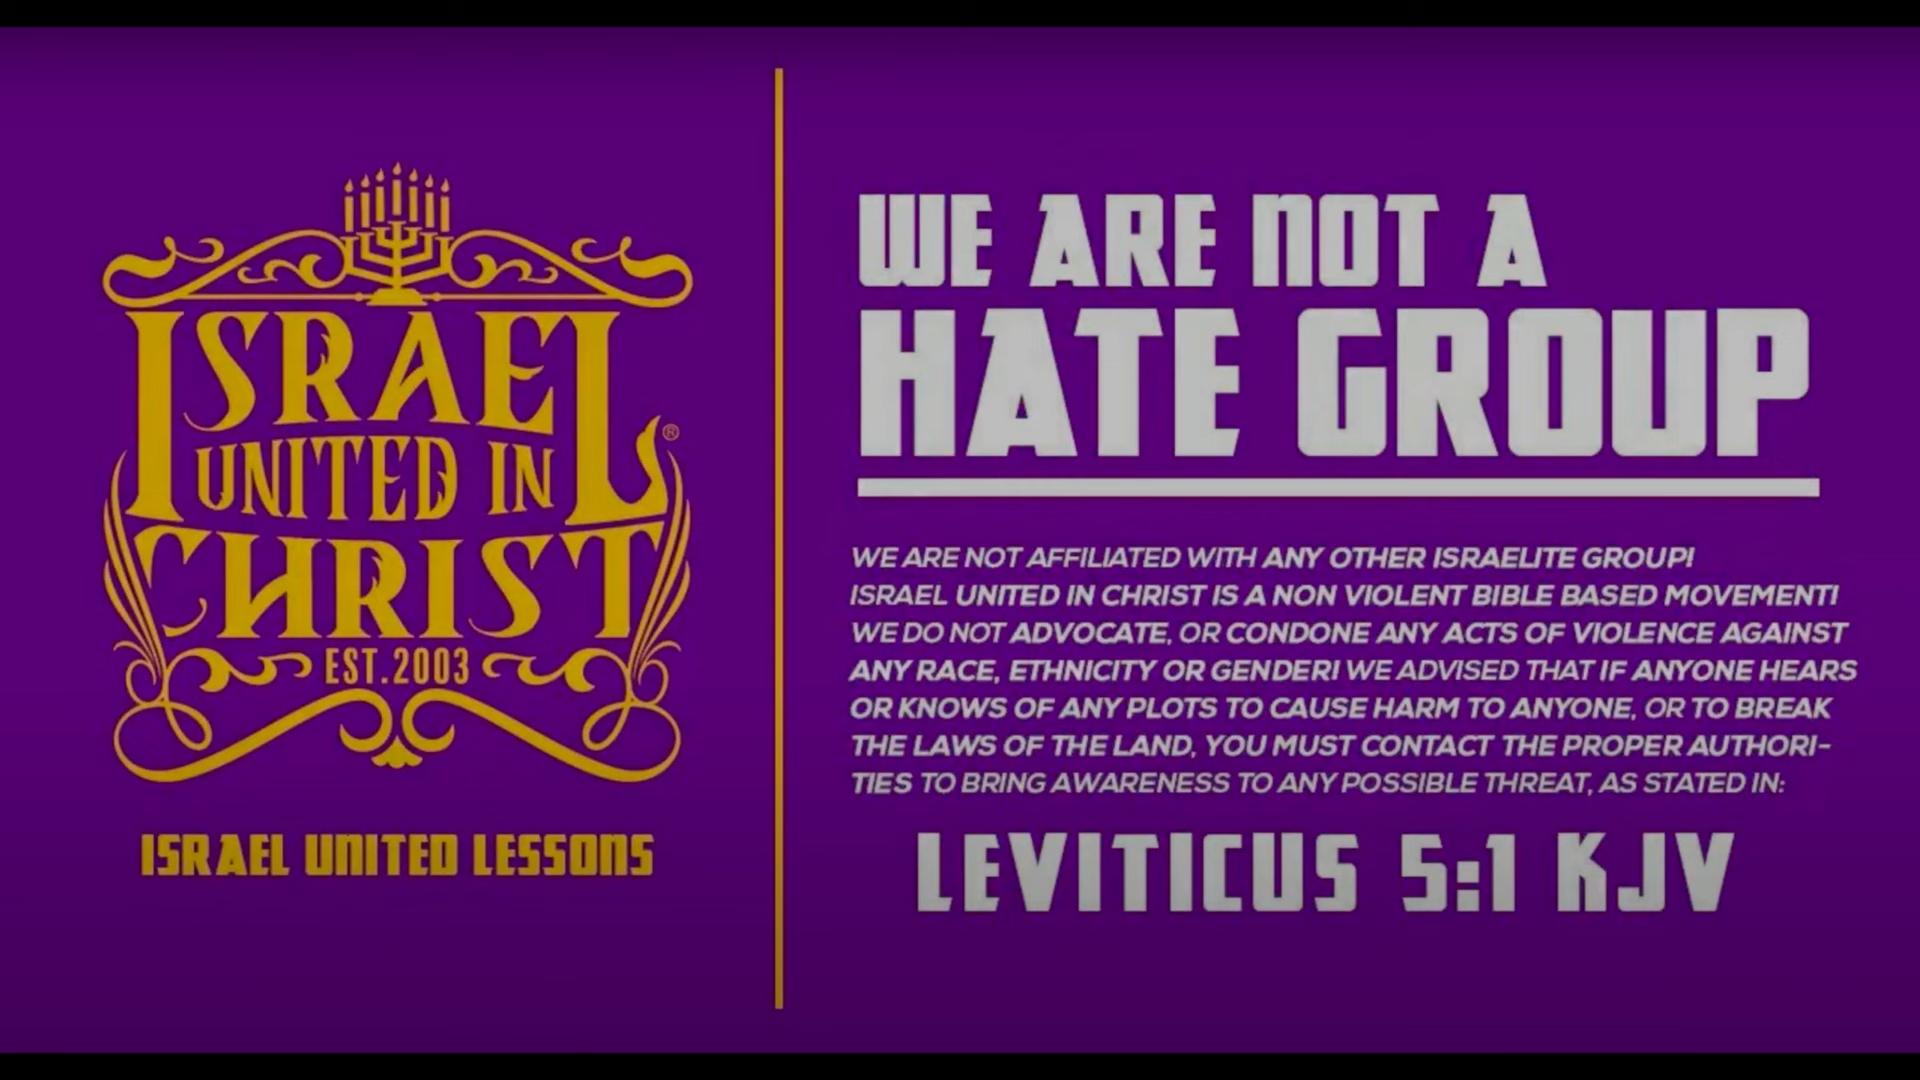 ISRAEL
UNITED IN
CHRIST
®
EST.2003
ISRAEL UNITED LESSONS
WE ARE NOT A
HATE GROUP
WE ARE NOT AFFILIATED WITH ANY OTHER ISRAELITE GROUP!
ISRAEL UNITED IN CHRIST IS A NON VIOLENT BIBLE BASED MOVEMENT!
WE DO NOT ADVOCATE, OR CONDONE ANY ACTS OF VIOLENCE AGAINST
ANY RACE, ETHNICITY OR GENDER! WE ADVISED THAT IF ANYONE HEARS
OR KNOWS OF ANY PLOTS TO CAUSE HARM TO ANYONE, OR TO BREAK
THE LAWS OF THE LAND, YOU MUST CONTACT THE PROPER AUTHORI-
TIES TO BRING AWARENESS TO ANY POSSIBLE THREAT, AS STATED IN:
LEVITICUS 5:1 KJV